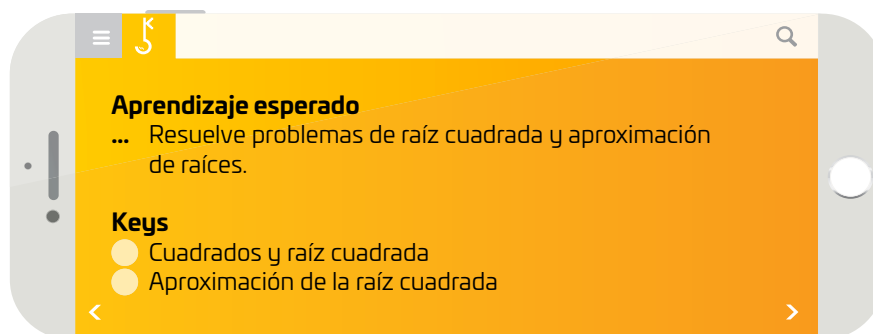 Aprendizaje esperado
... Resuelve problemas de raíz cuadrada y aproximación
de raíces.
Keys
Cuadrados y raíz cuadrada
Aproximación de la raíz cuadrada